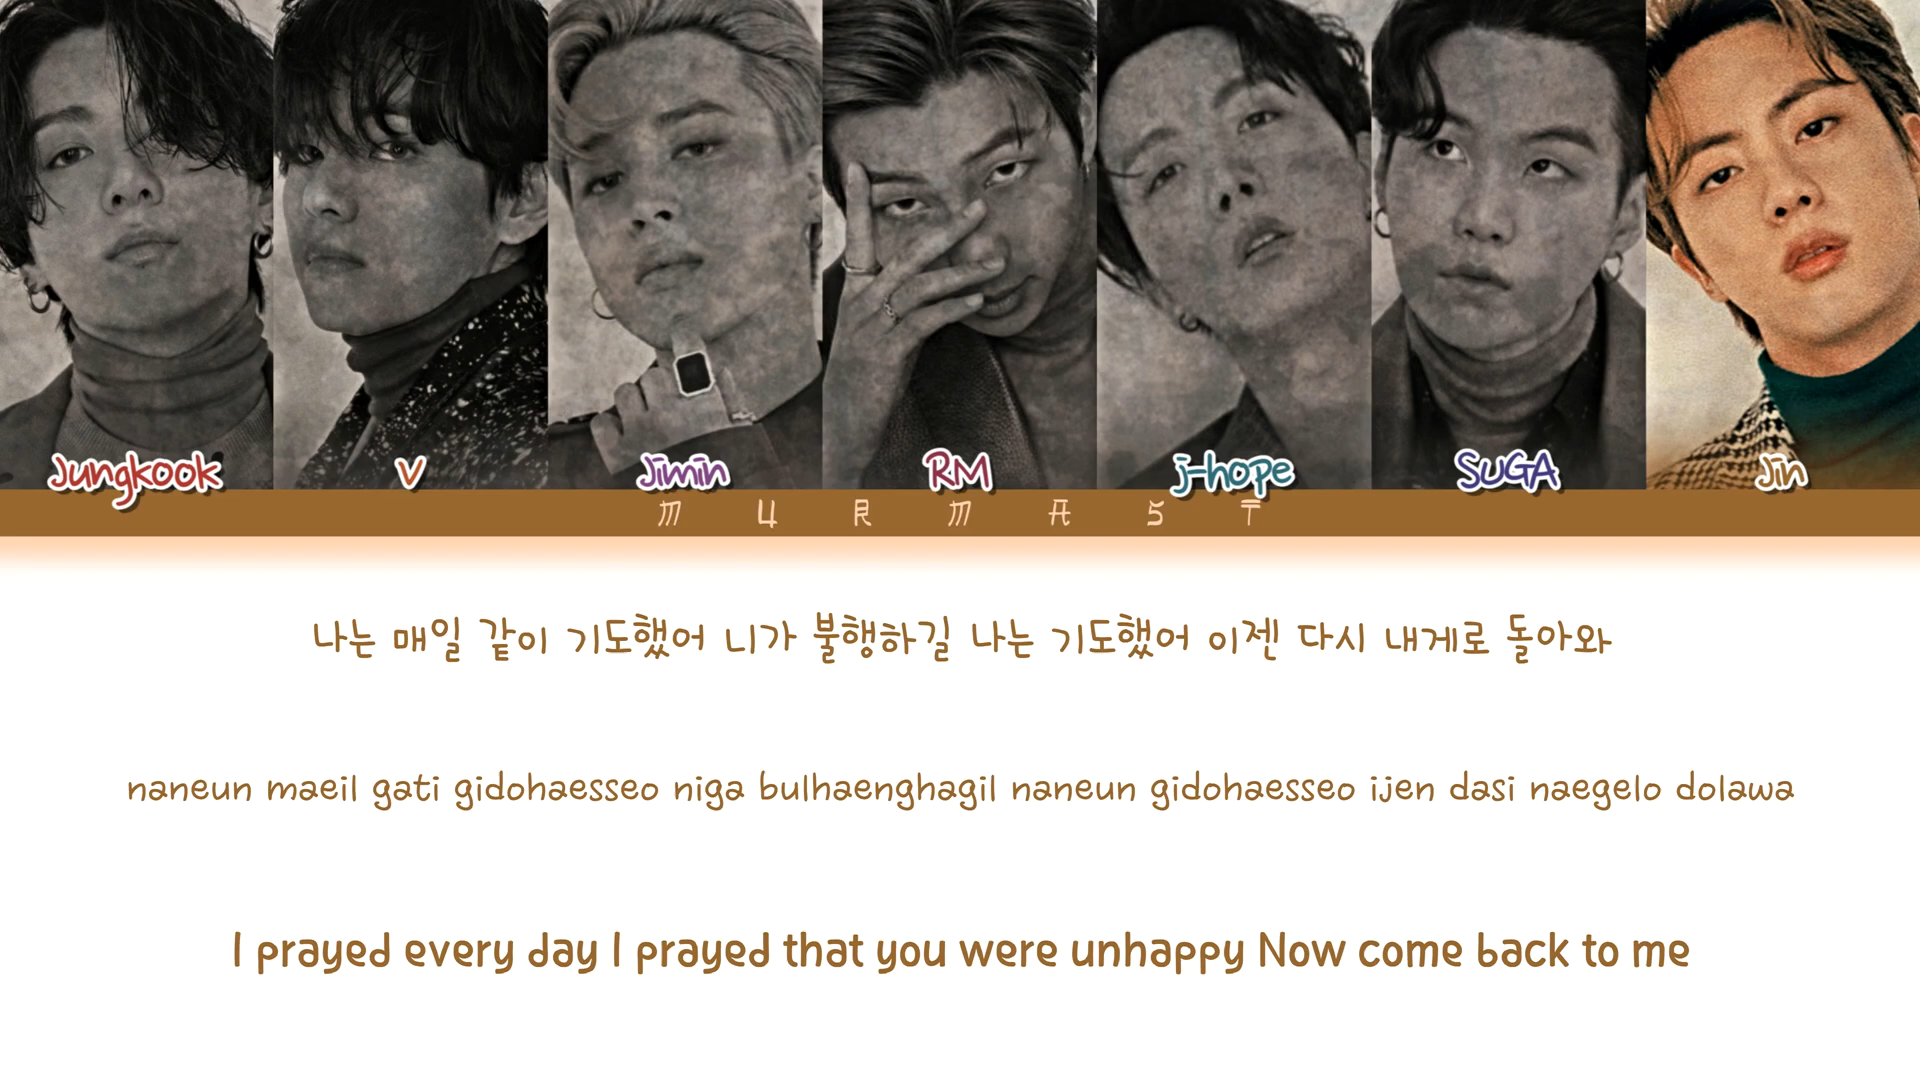 Jungkook V Jimin RM j-hope SUGA Jin
MURMAST
나는 매일 같이 기도했어 니가 불행하길 나는 기도했어 이젠 다시 내게로 돌아와
naneun maeil gati gidohaesseo niga bulhaenghagil naneun gidohaesseo ijen dasi naegelo dolawa
I prayed every day I prayed that you were unhappy Now come back to me